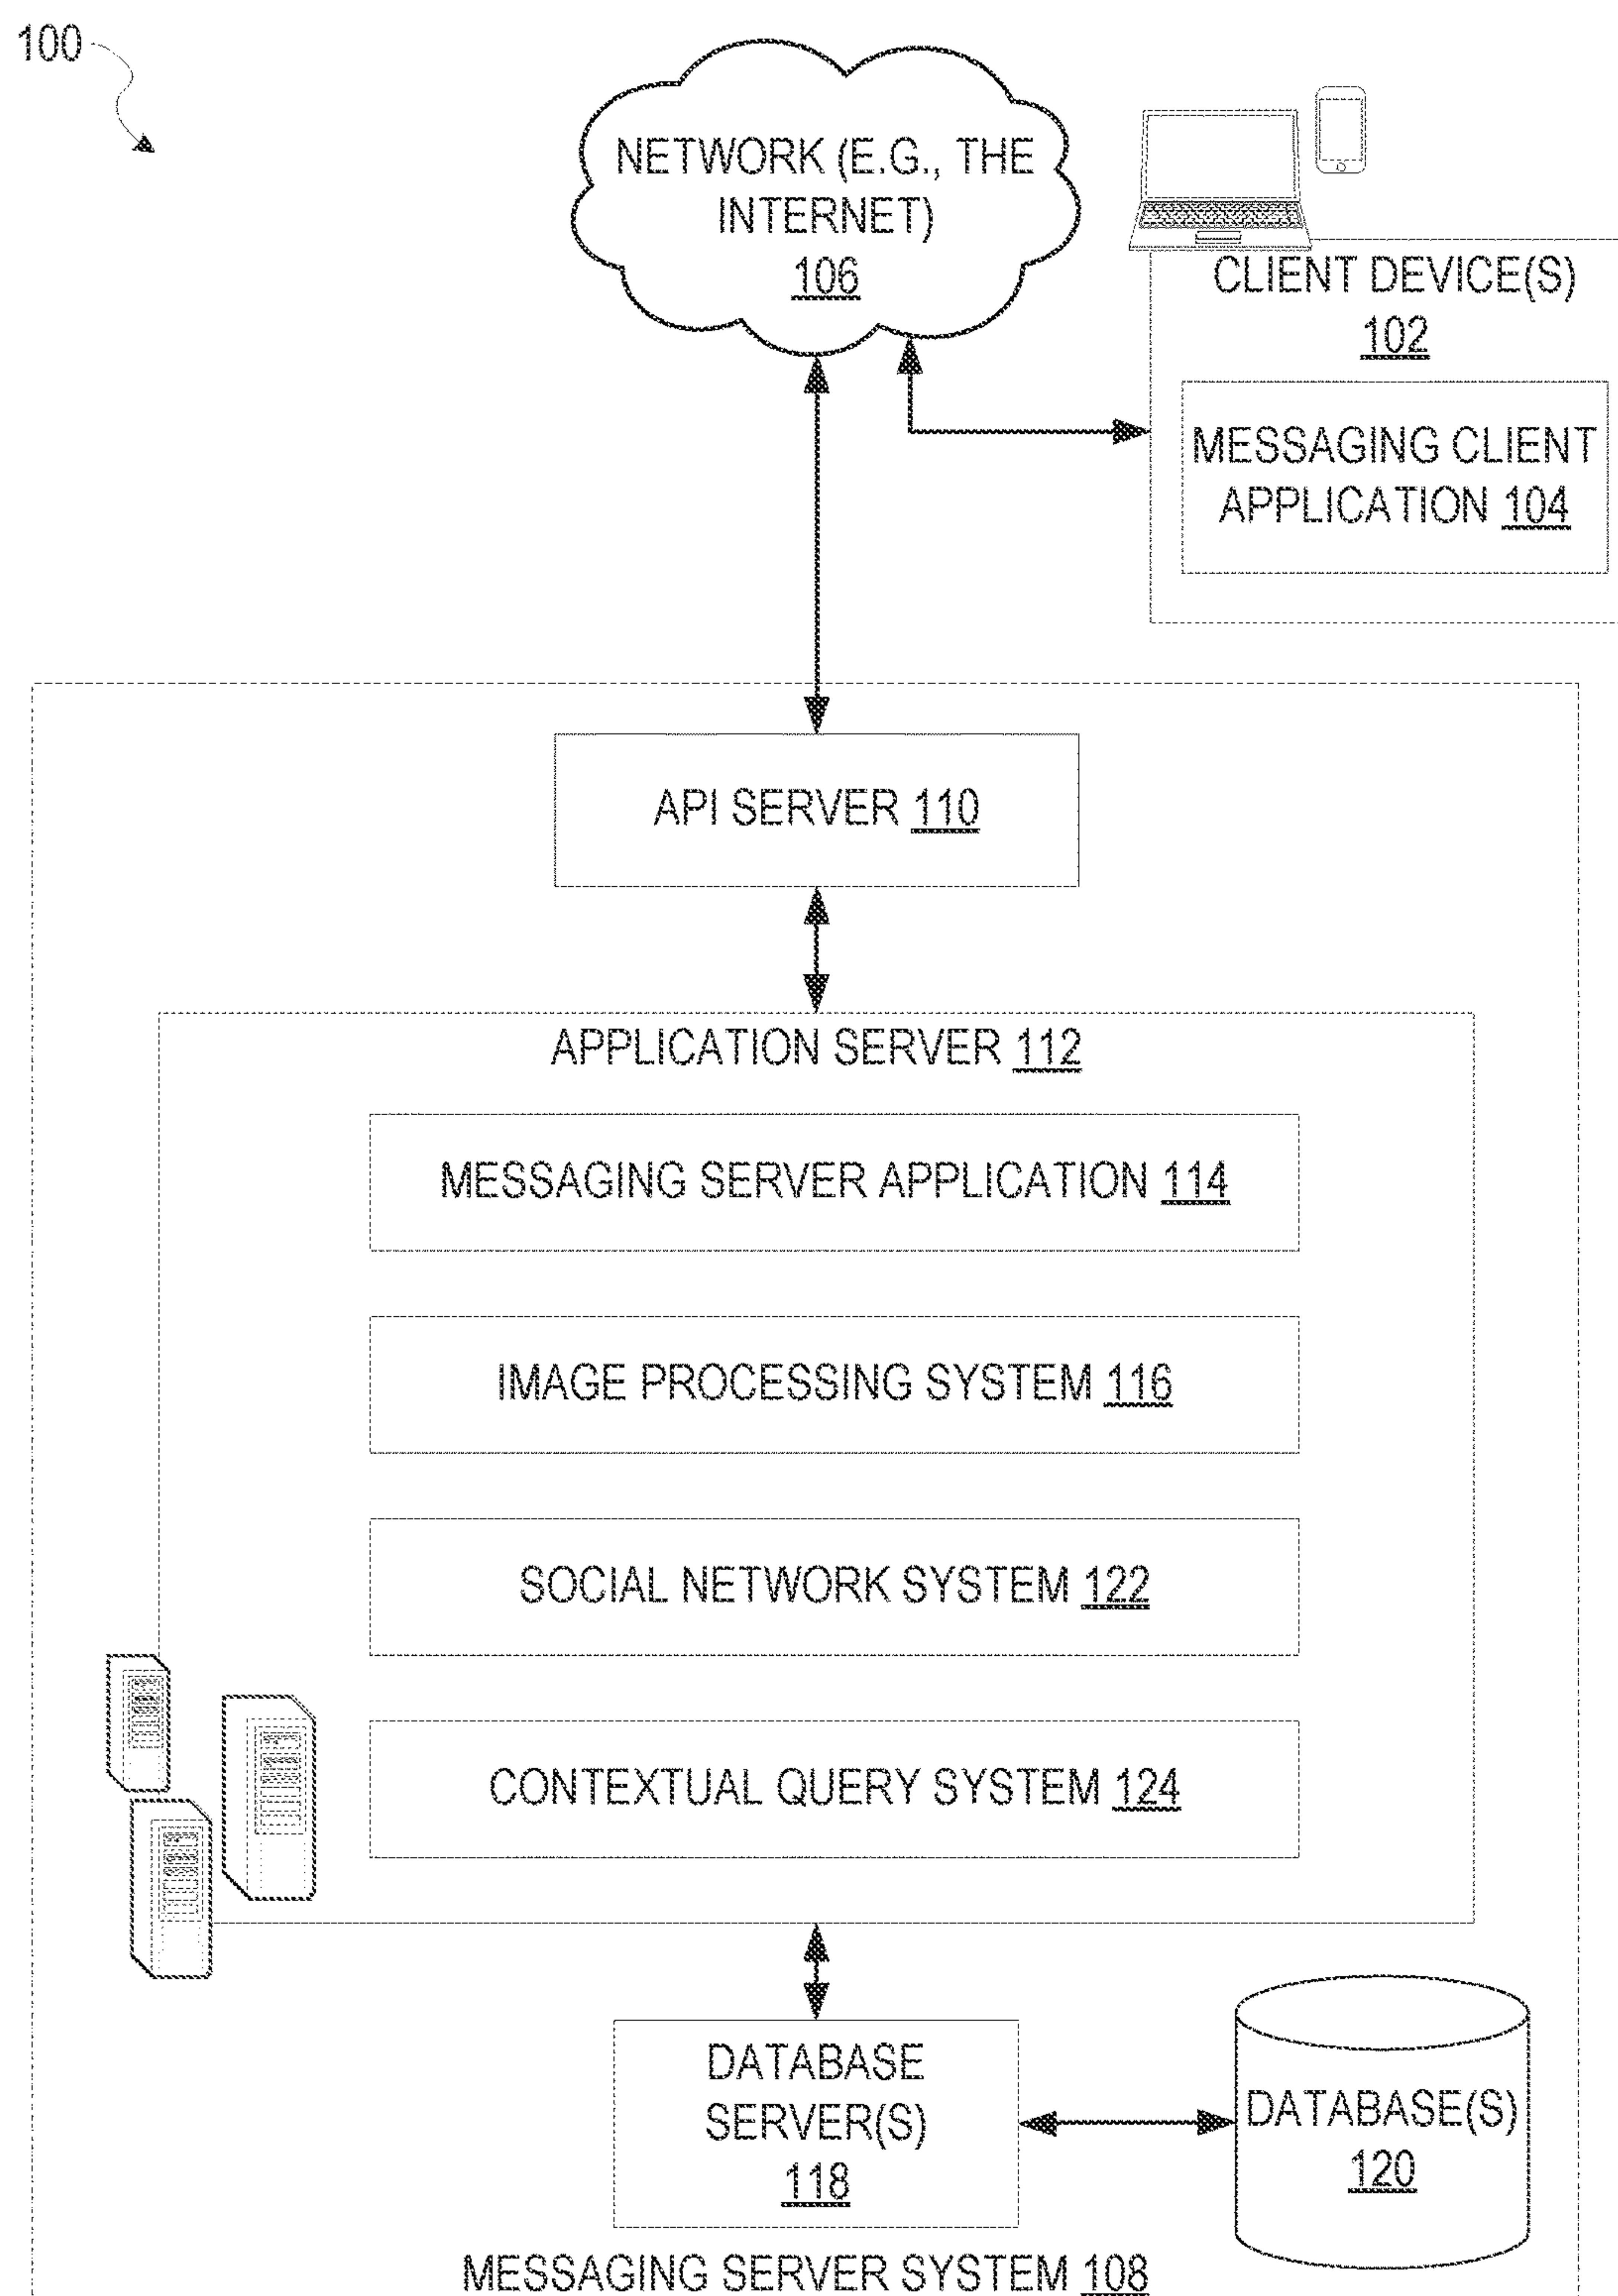 100
NETWORK (E.G., THE
INTERNET)
106
CLIENT DEVICE(S)
102
MESSAGING CLIENT
APPLICATION 104
API SERVER 110
APPLICATION SERVER 112
MESSAGING SERVER APPLICATION 114
IMAGE PROCESSING SYSTEM 116
SOCIAL NETWORK SYSTEM 122
CONTEXTUAL QUERY SYSTEM 124
DATABASE
SERVER(S)
118
DATABASE(S)
120
MESSAGING SERVER SYSTEM 108